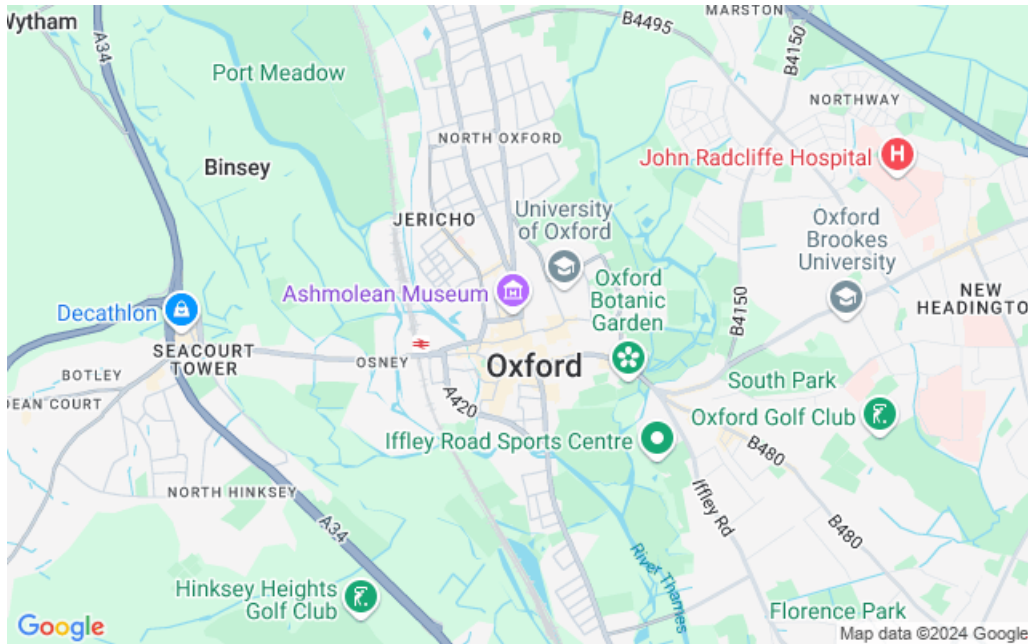 Wytham
A34
B4495
MARSTON
B4150
Port Meadow
NORTHWAY
NORTH OXFORD
John Radcliffe Hospital
H
Binsey
JERICHO
University
of Oxford
Oxford
Brookes
University
Ashmolean Museum
Oxford
Botanic
Garden
B4150
NEW
HEADINGTO
Decathlon
SEACOURT
TOWER
OSNEY
Oxford
BOTLEY
DEAN COURT
A420
South Park
Oxford Golf Club
Iffley Road Sports Centre
B480
NORTH HINKSEY
A34
Iffley Rd
B480
River Thames
Hinksey Heights
Golf Club
Florence Park
Google
Map data ©2024 Google